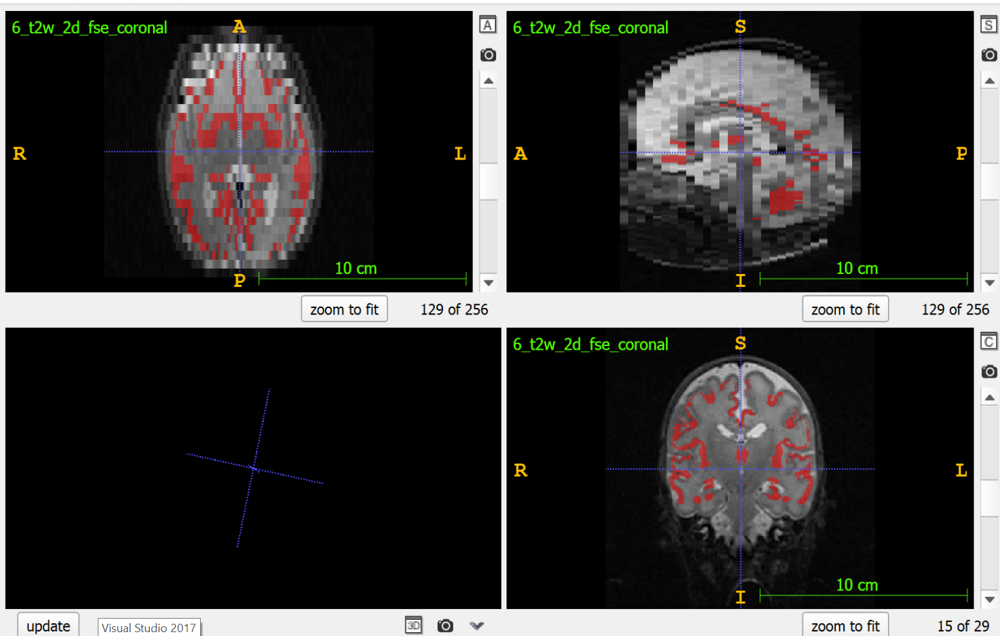 6_t2w_2d_fse_coronal
A
R
L
P
10 cm
A
zoom to fit
129 of 256
6_t2w_2d_fse_coronal
S
A
P
I
10 cm
S
zoom to fit
129 of 256
update
Visual Studio 2017
3D
6_t2w_2d_fse_coronal
S
R
L
I
10 cm
C
zoom to fit
15 of 29